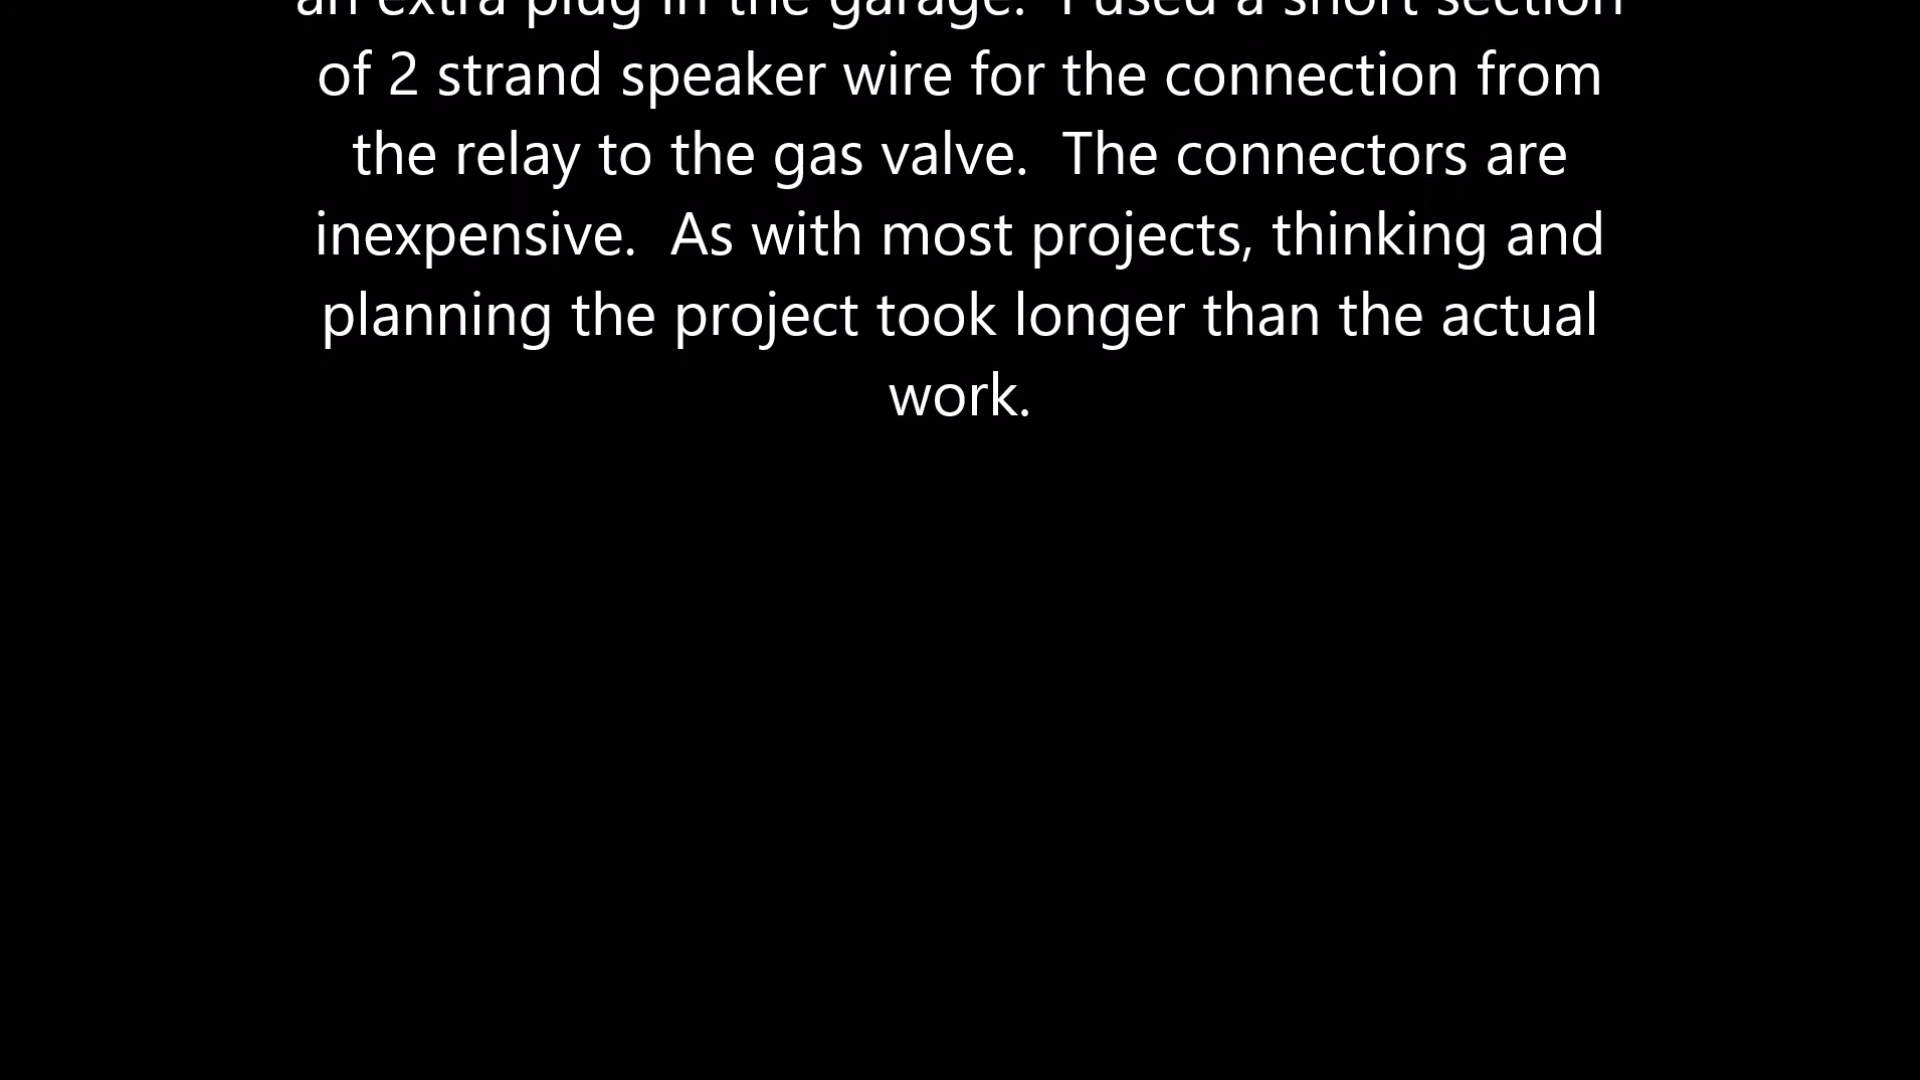 an extra plug in the garage.  I used a short section
of 2 strand speaker wire for the connection from
the relay to the gas valve.  The connectors are
inexpensive.  As with most projects, thinking and
planning the project took longer than the actual
work.